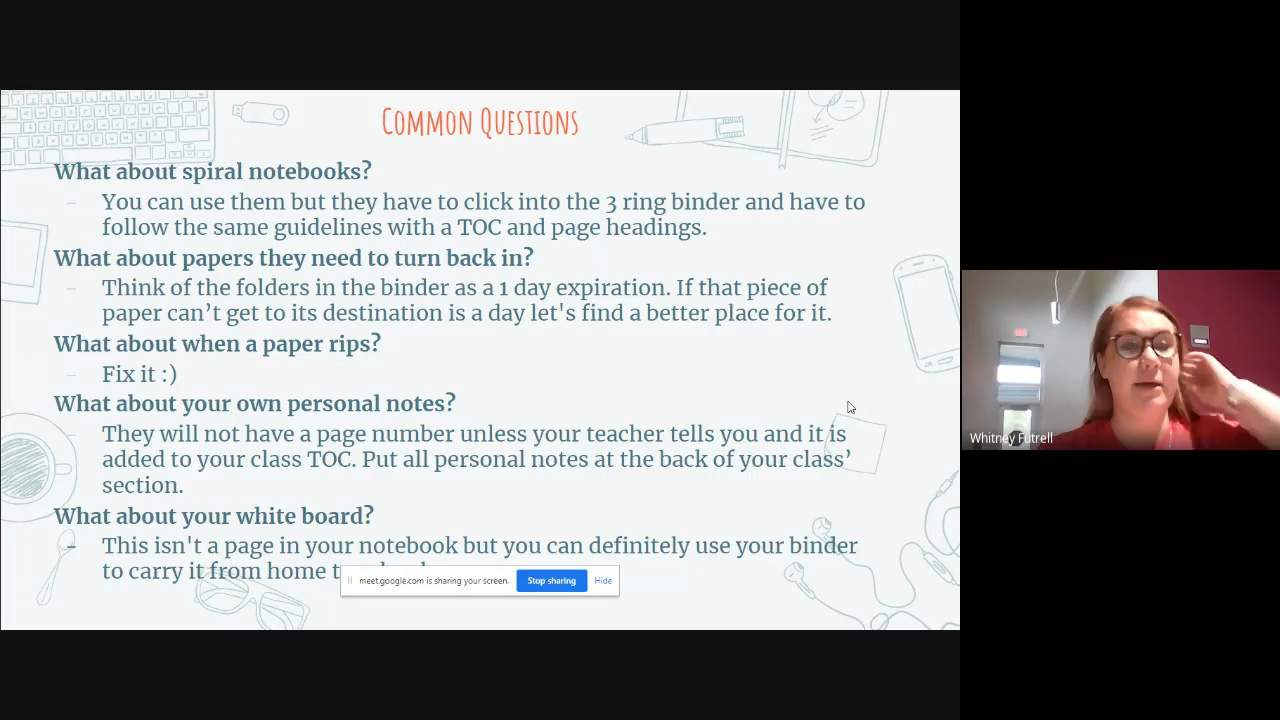 Common Questions
What about spiral notebooks?
- You can use them but they have to click into the 3 ring binder and have to
follow the same guidelines with a TOC and page headings.
What about papers they need to turn back in?
- Think of the folders in the binder as a 1 day expiration. If that piece of
paper can’t get to its destination is a day let's find a better place for it.
What about when a paper rips?
- Fix it :)
What about your own personal notes?
- They will not have a page number unless your teacher tells you and it is
added to your class TOC. Put all personal notes at the back of your class’
section.
What about your white board?
- This isn't a page in your notebook but you can definitely use your binder
to carry it from home
meet.google.com is sharing your screen. Stop sharing Hide
Whitney Futrell